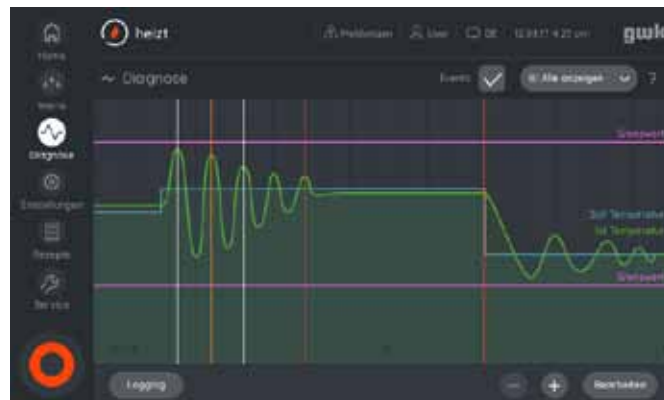 heizt
Meldungen
User
DE
gwk
Home
Diagnose
Events
Alle anzeigen
?
Werte
Grenzwert
Diagnose
Einstellungen
Soll Temperatur
Ist Temperatur
Rezepte
Grenzwert
Service
Logging
Bearbeiten